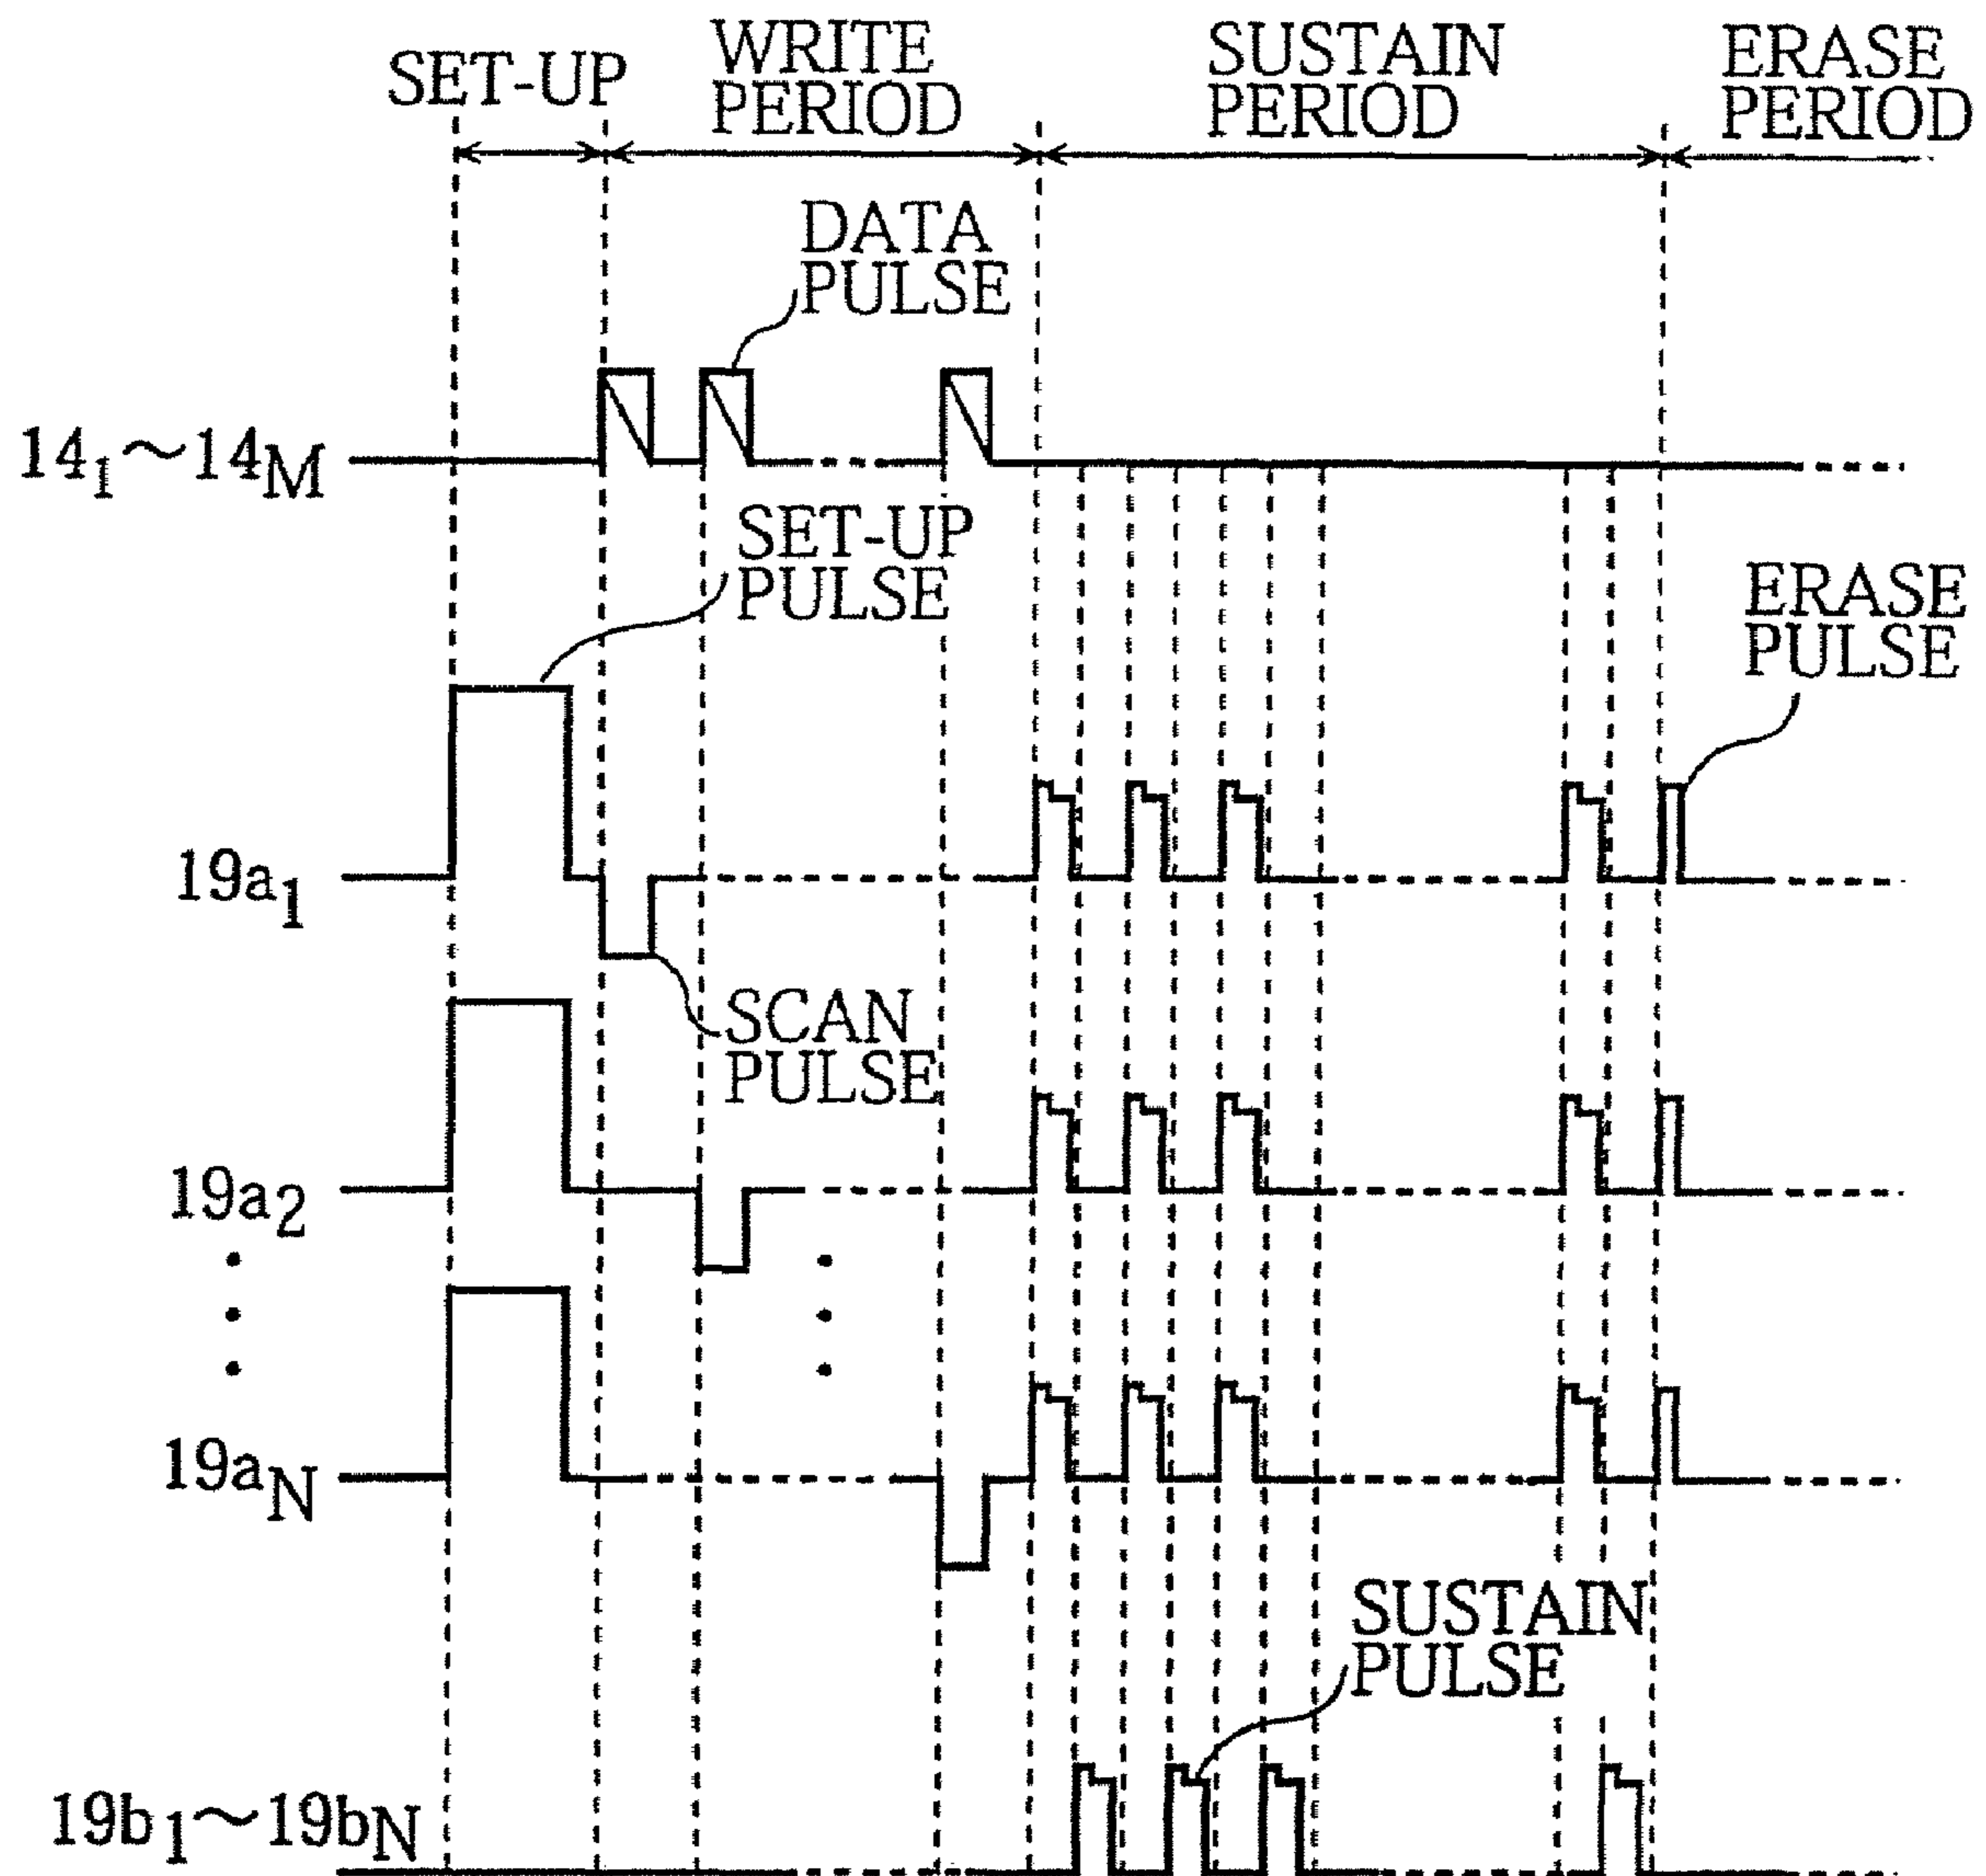 SET-UP
WRITE
PERIOD
SUSTAIN
PERIOD
ERASE
PERIOD
DATA
PULSE
14₁~14M
SET-UP
PULSE
ERASE
PULSE
19a₁
SCAN
PULSE
19a₂
19aN
SUSTAIN
PULSE
19b₁~19bN